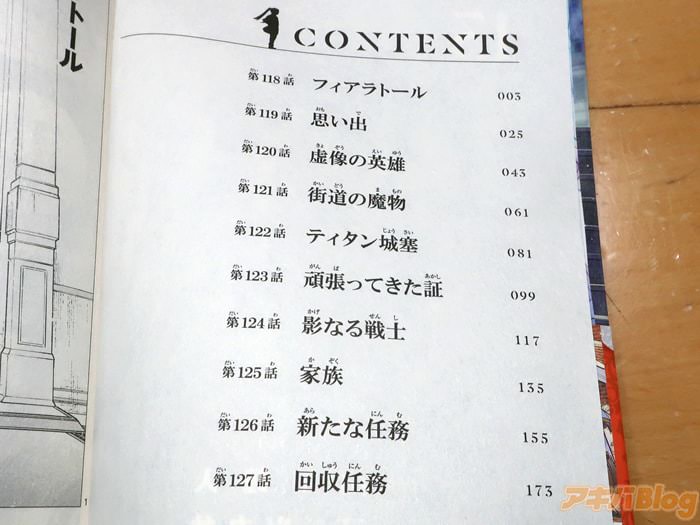 トール
CONTENTS
第118話 フィアラトール 003
第119話 思い出 025
第120話 虚像の英雄 043
第121話 街道の魔物 061
第122話 ティタン城塞 081
第123話 頑張ってきた証 099
第124話 影なる戦士 117
第125話 家族 135
第126話 新たな任務 155
第127話 回収任務 173
1
アキバBlog